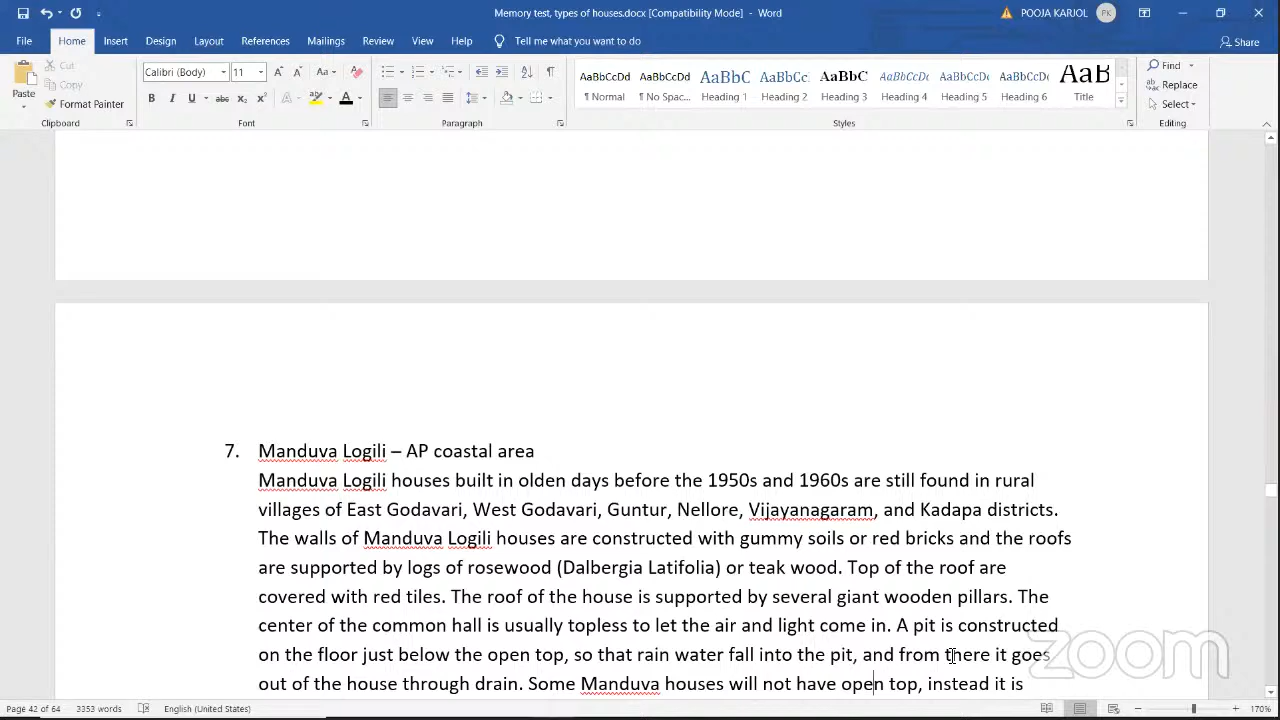 Memory test, types of houses.docx [Compatibility Mode] - Word
POOJA KARJOL PK
File Home Insert Design Layout References Mailings Review View Help Tell me what you want to do Share
Paste Cut Copy Format Painter
Calibri (Body) 11 A A Aa
B I U abc X₂ X² A A
AaBbCcDd AaBbCcDd AaBbC AaBbCc. AaBbCcD AaBbCcDc AaBbCcD AaBbCcD AaB
¶ Normal ¶ No Spac... Heading 1 Heading 2 Heading 3 Heading 4 Heading 5 Heading 6 Title
Find
Replace
Select
Clipboard Font Paragraph Styles Editing
7. Manduva Logili – AP coastal area
Manduva Logili houses built in olden days before the 1950s and 1960s are still found in rural
villages of East Godavari, West Godavari, Guntur, Nellore, Vijayanagaram, and Kadapa districts.
The walls of Manduva Logili houses are constructed with gummy soils or red bricks and the roofs
are supported by logs of rosewood (Dalbergia Latifolia) or teak wood. Top of the roof are
covered with red tiles. The roof of the house is supported by several giant wooden pillars. The
center of the common hall is usually topless to let the air and light come in. A pit is constructed
on the floor just below the open top, so that rain water fall into the pit, and from there it goes
out of the house through drain. Some Manduva houses will not have open top, instead it is
zoom
Page 42 of 64 3353 words English (United States) 170%